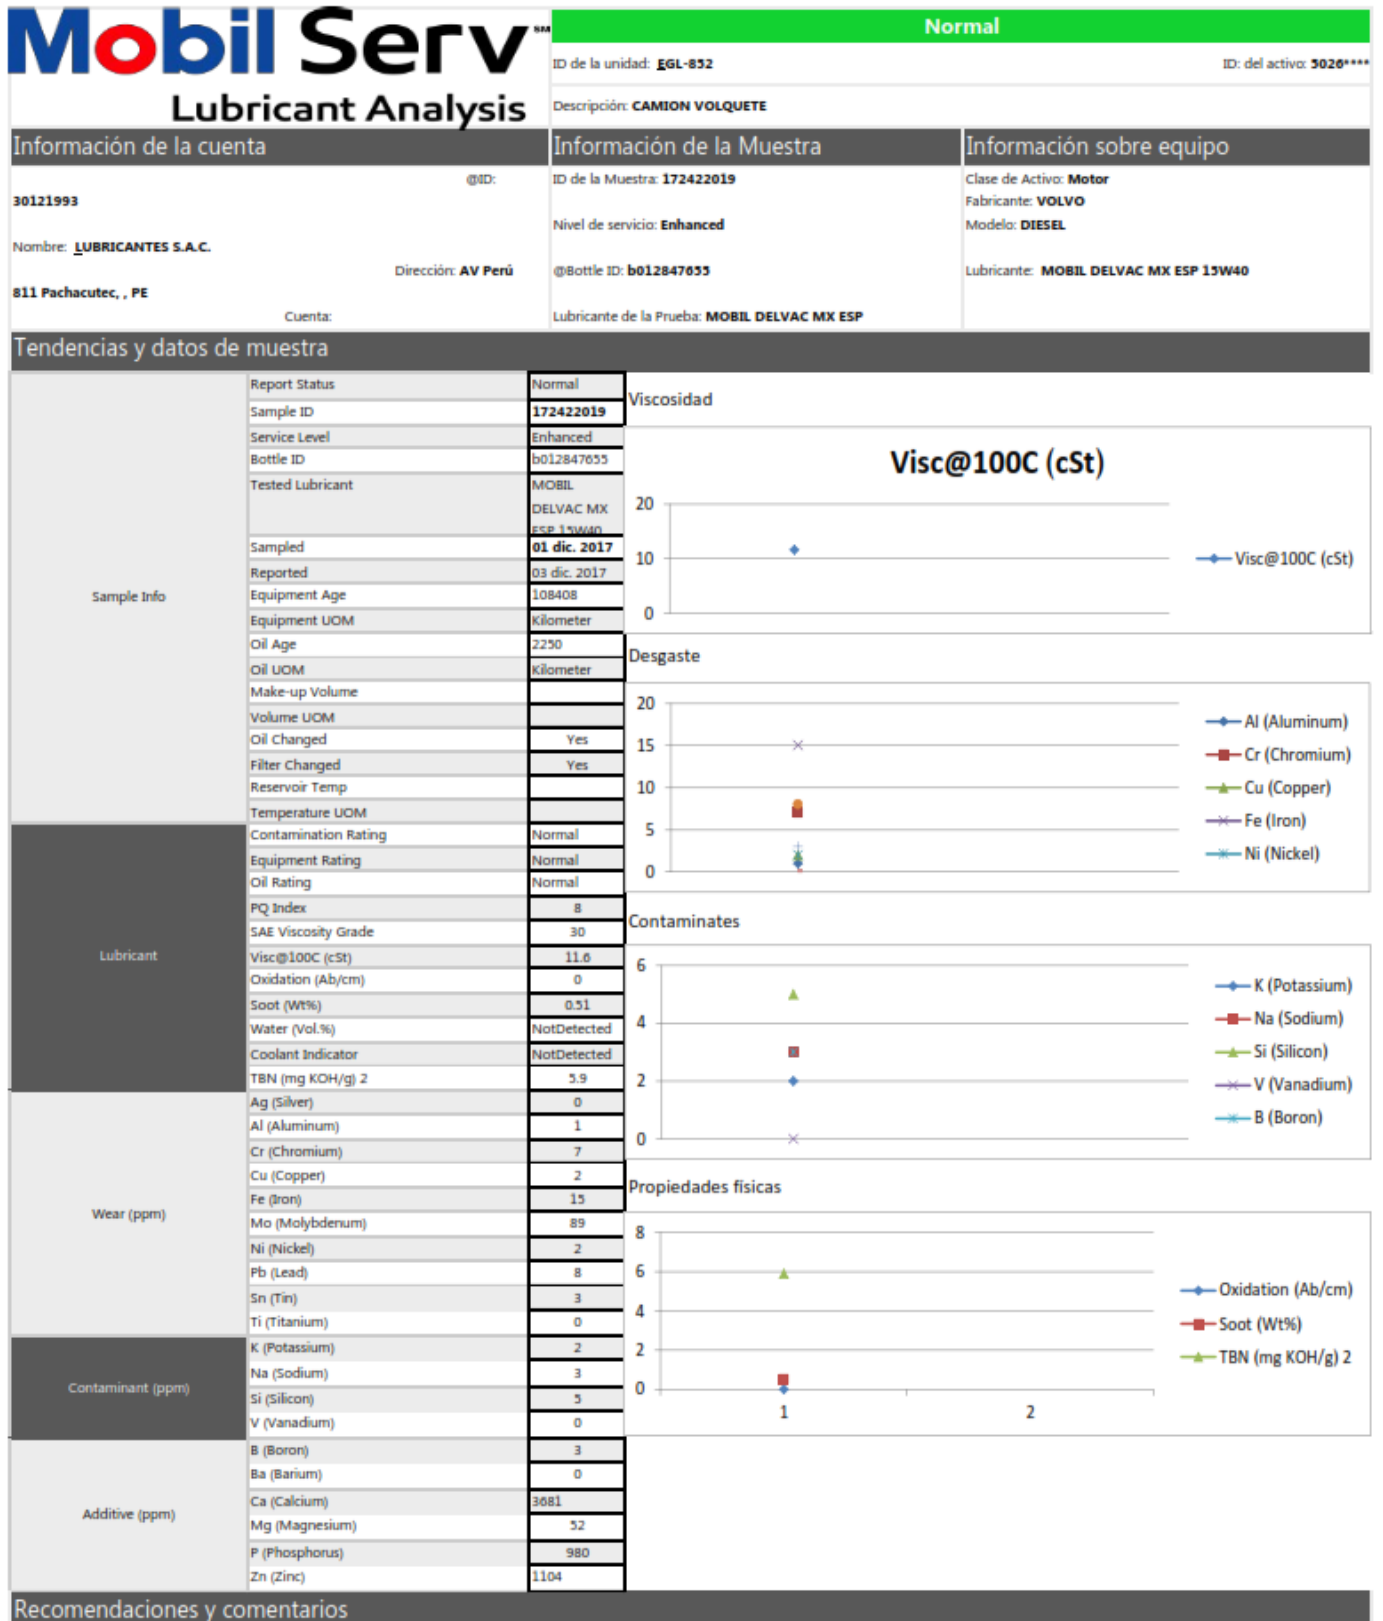 Mobil Serv℠
Lubricant Analysis
Normal
ID de la unidad: EGL-852
ID: del activo: 5026****
Descripción: CAMION VOLQUETE
Información de la cuenta
Información de la Muestra
Información sobre equipo
@ID:
30121993
Nombre: LUBRICANTES S.A.C.
Dirección: AV Perú
811 Pachacutec, , PE
Cuenta:
ID de la Muestra: 172422019
Nivel de servicio: Enhanced
@Bottle ID: b012847655
Lubricante de la Prueba: MOBIL DELVAC MX ESP
Clase de Activo: Motor
Fabricante: VOLVO
Modelo: DIESEL
Lubricante: MOBIL DELVAC MX ESP 15W40
Tendencias y datos de muestra
Sample Info
Report Status Normal
Sample ID 172422019
Service Level Enhanced
Bottle ID b012847655
Tested Lubricant MOBIL
DELVAC MX
ESP 15W40
Sampled 01 dic. 2017
Reported 03 dic. 2017
Equipment Age 108408
Equipment UOM Kilometer
Oil Age 2250
Oil UOM Kilometer
Make-up Volume
Volume UOM
Oil Changed Yes
Filter Changed Yes
Reservoir Temp
Temperature UOM
Lubricant
Contamination Rating Normal
Equipment Rating Normal
Oil Rating Normal
PQ Index 8
SAE Viscosity Grade 30
Visc@100C (cSt) 11.6
Oxidation (Ab/cm) 0
Soot (Wt%) 0.51
Water (Vol.%) NotDetected
Coolant Indicator NotDetected
TBN (mg KOH/g) 2 5.9
Wear (ppm)
Ag (Silver) 0
Al (Aluminum) 1
Cr (Chromium) 7
Cu (Copper) 2
Fe (Iron) 15
Mo (Molybdenum) 89
Ni (Nickel) 2
Pb (Lead) 8
Sn (Tin) 3
Ti (Titanium) 0
Contaminant (ppm)
K (Potassium) 2
Na (Sodium) 3
Si (Silicon) 5
V (Vanadium) 0
Additive (ppm)
B (Boron) 3
Ba (Barium) 0
Ca (Calcium) 3681
Mg (Magnesium) 52
P (Phosphorus) 980
Zn (Zinc) 1104
Viscosidad
Visc@100C (cSt)
20
10
0
Visc@100C (cSt)
Desgaste
20
15
10
5
0
Al (Aluminum)
Cr (Chromium)
Cu (Copper)
Fe (Iron)
Ni (Nickel)
Contaminates
6
4
2
0
K (Potassium)
Na (Sodium)
Si (Silicon)
V (Vanadium)
B (Boron)
Propiedades físicas
8
6
4
2
0
1 2
Oxidation (Ab/cm)
Soot (Wt%)
TBN (mg KOH/g) 2
Recomendaciones y comentarios